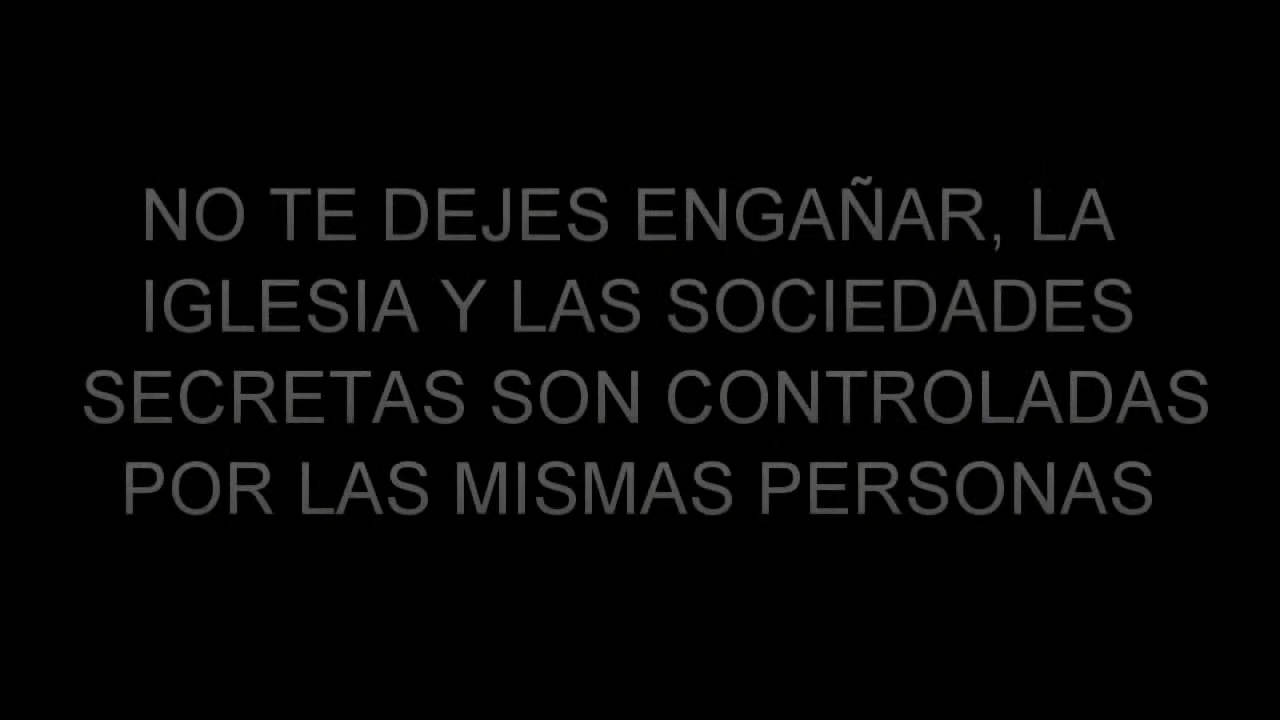 NO TE DEJES ENGAÑAR, LA
IGLESIA Y LAS SOCIEDADES
SECRETAS SON CONTROLADAS
POR LAS MISMAS PERSONAS